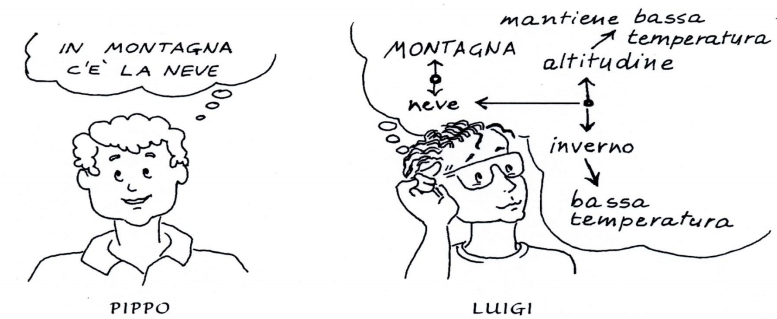 IN MONTAGNA
C'E' LA NEVE
PIPPO
MONTAGNA
neve
mantiene bassa
temperatura
altitudine
inverno
bassa
temperatura
LUIGI